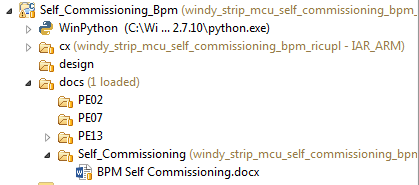 Self_Commissioning_Bpm (windy_strip_mcu_self_commissioning_bpm_
WinPython (C:\Wi ... 2.7.10\python.exe)
cx (windy_strip_mcu_self_commissioning_bpm_ricupl - IAR_ARM)
design
docs (1 loaded)
PE02
PE07
PE13
Self_Commissioning (windy_strip_mcu_self_commissioning_bpn
BPM Self Commissioning.docx